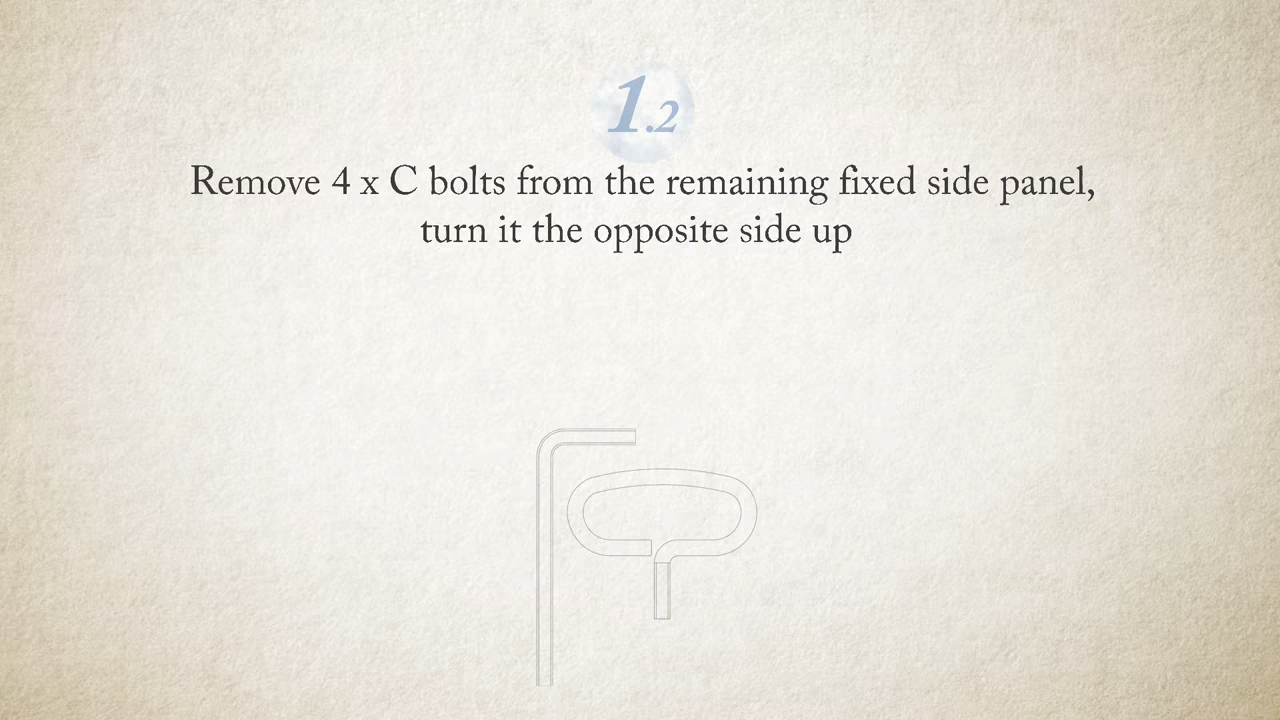 1.2
Remove 4 x C bolts from the remaining fixed side panel,
turn it the opposite side up